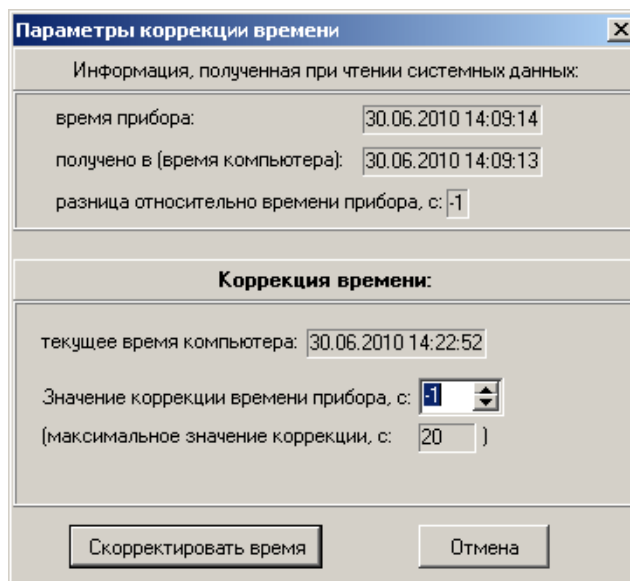 Параметры коррекции времени
Информация, полученная при чтении системных данных:
время прибора: 30.06.2010 14:09:14
получено в (время компьютера): 30.06.2010 14:09:13
разница относительно времени прибора, с: -1
Коррекция времени:
текущее время компьютера: 30.06.2010 14:22:52
Значение коррекции времени прибора, с: -1
(максимальное значение коррекции, с: 20 )
Скорректировать время Отмена